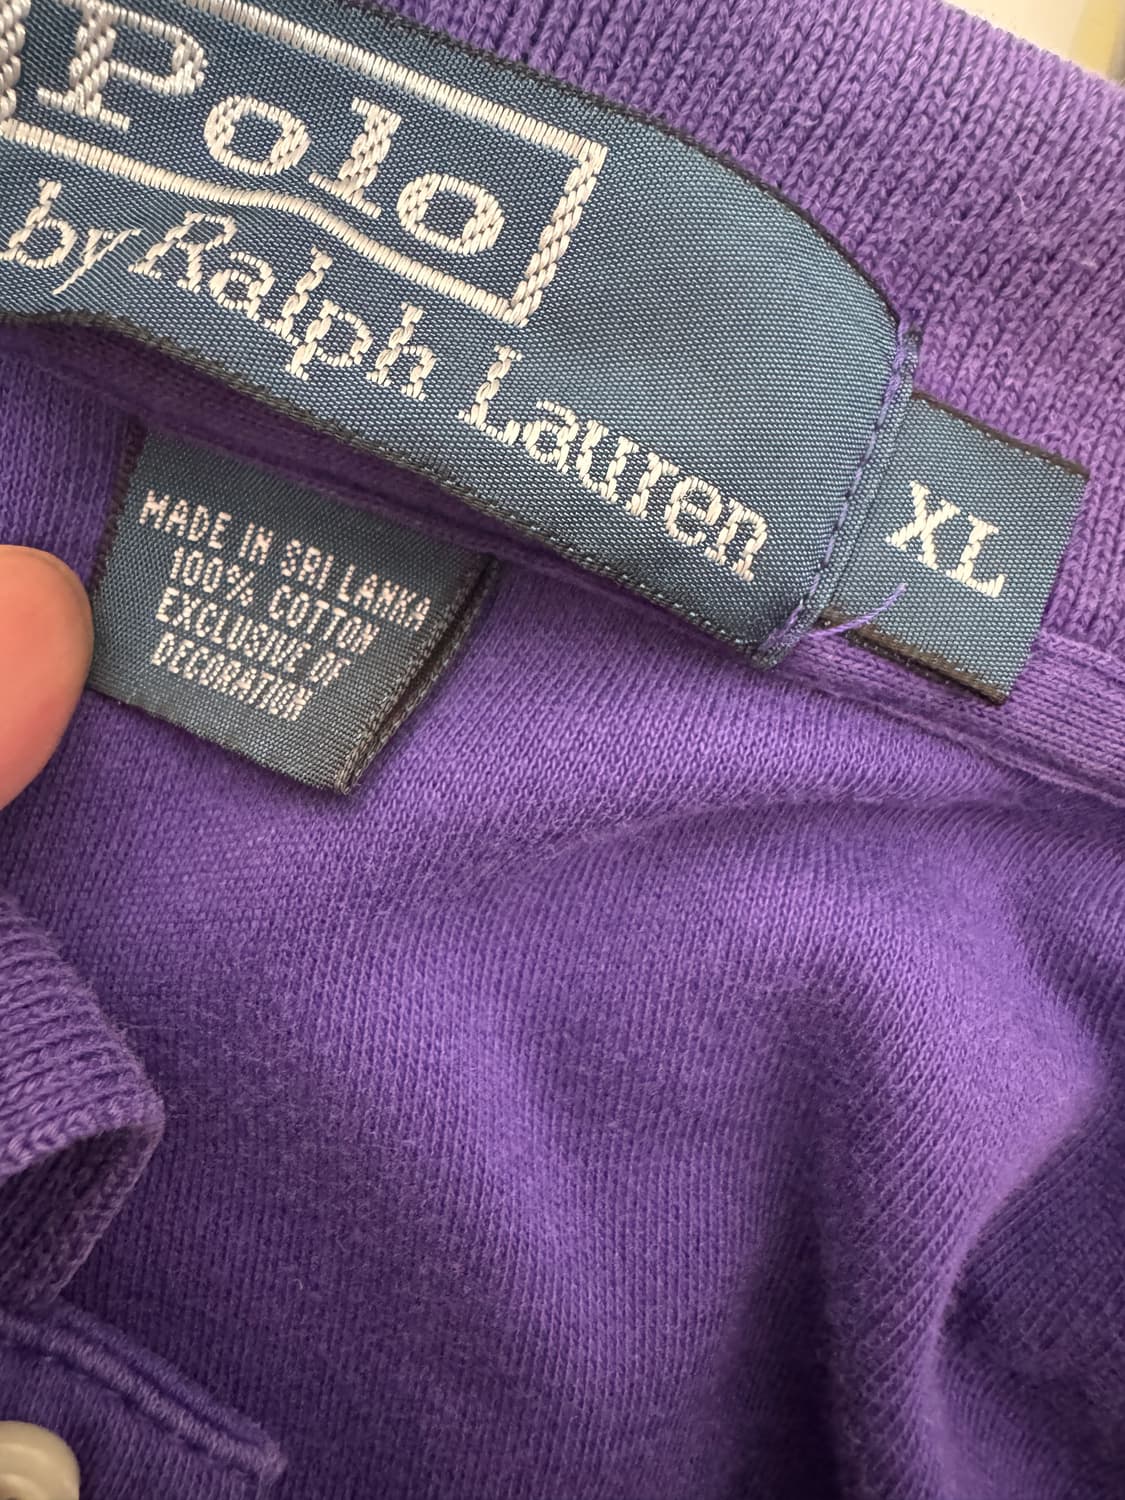 Polo
by Ralph Lauren
XL
MADE IN SRI LANKA
100% COTTON
EXCLUSIVE OF
DECORATION